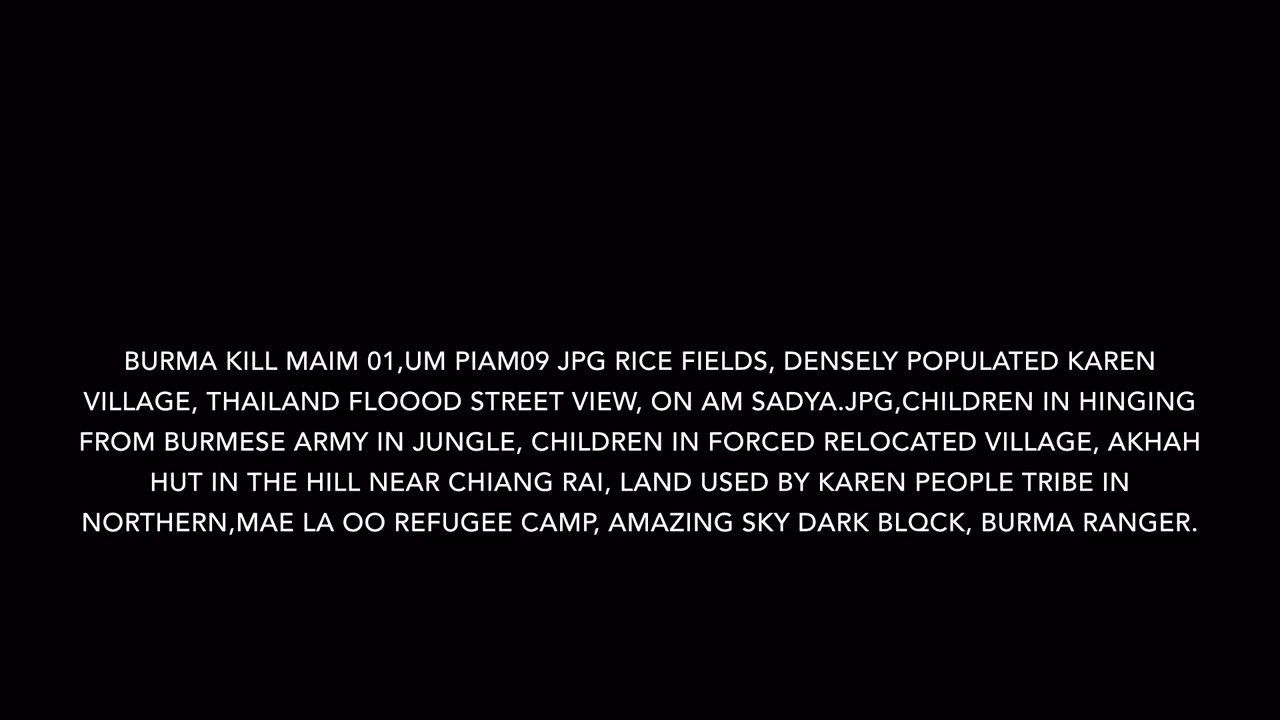 BURMA KILL MAIM 01,UM PIAM09 JPG RICE FIELDS, DENSELY POPULATED KAREN
VILLAGE, THAILAND FLOOOD STREET VIEW, ON AM SADYA.JPG,CHILDREN IN HINGING
FROM BURMESE ARMY IN JUNGLE, CHILDREN IN FORCED RELOCATED VILLAGE, AKHAH
HUT IN THE HILL NEAR CHIANG RAI, LAND USED BY KAREN PEOPLE TRIBE IN
NORTHERN,MAE LA OO REFUGEE CAMP, AMAZING SKY DARK BLQCK, BURMA RANGER.